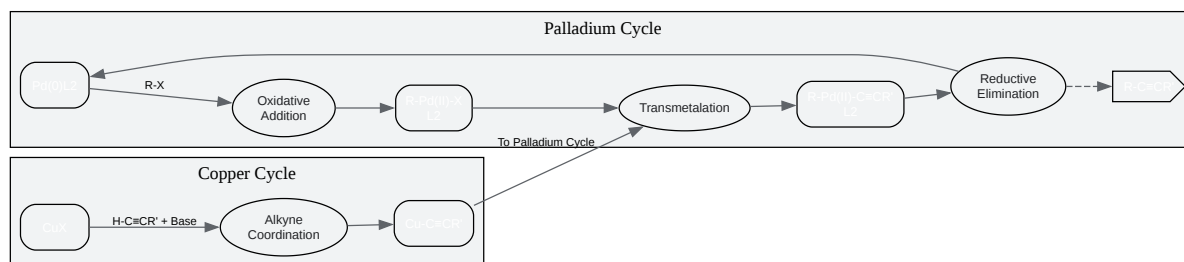 Palladium Cycle
Pd(0)L2
R-X
Oxidative
Addition
R-Pd(II)-X
L2
Transmetalation
R-Pd(II)-C≡CR'
L2
Reductive
Elimination
R-C≡CR'
To Palladium Cycle
Copper Cycle
CuX
H-C≡CR' + Base
Alkyne
Coordination
Cu-C≡CR'